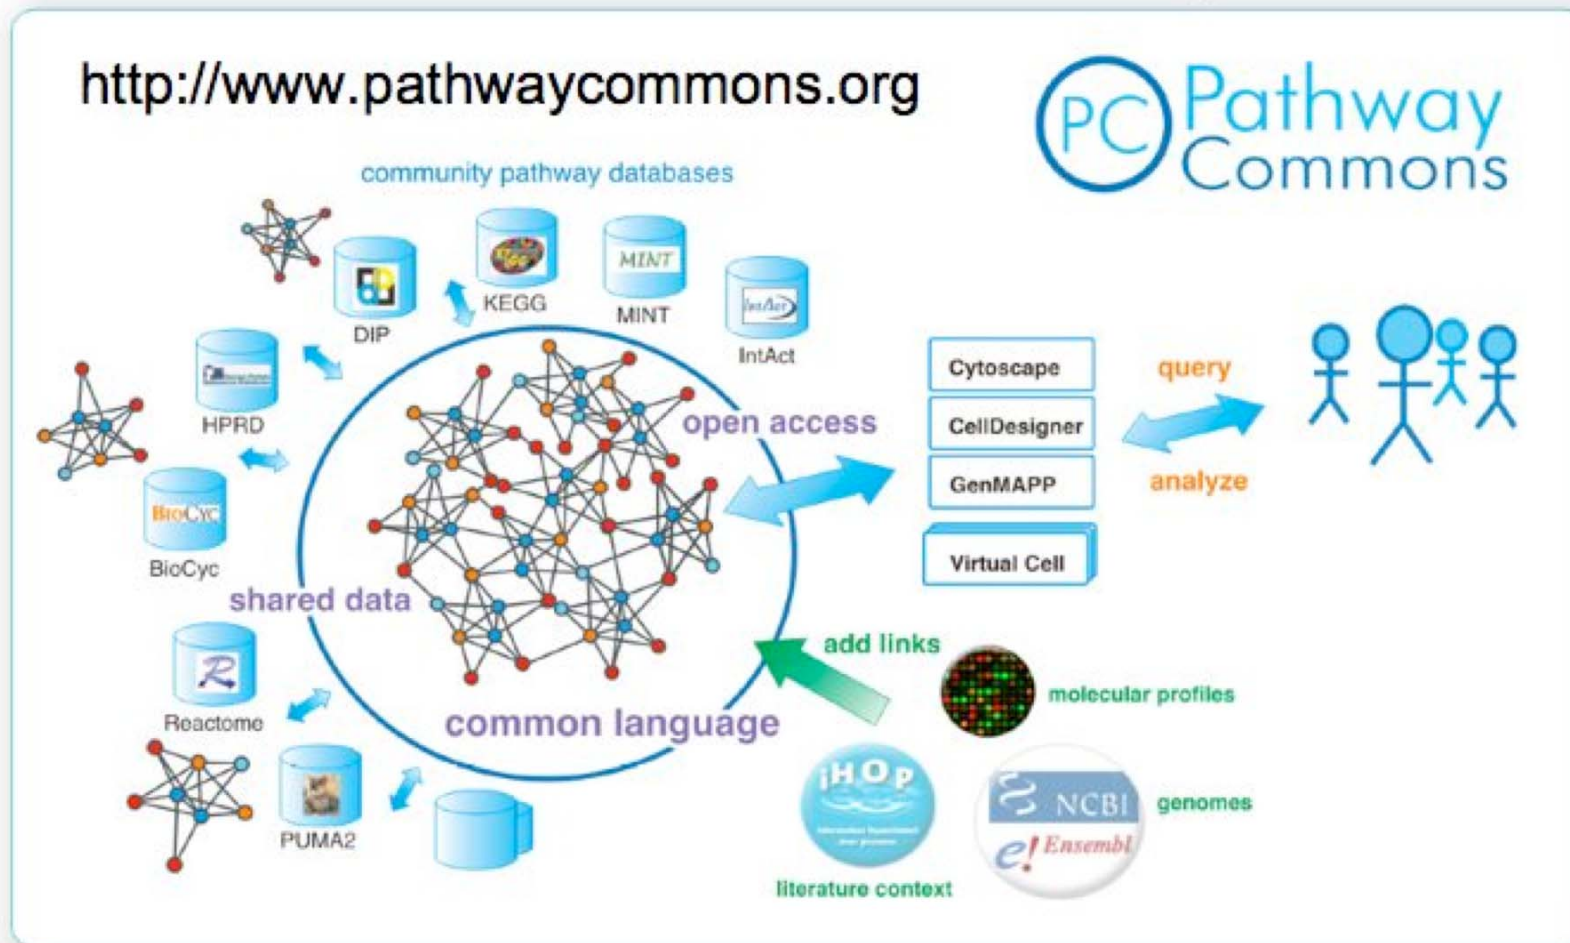 http://www.pathwaycommons.org
PC Pathway
Commons
community pathway databases
DIP
KEGG
MINT
MINT
IntAct
IntAct
HPRD
BioCyc
BioCyc
shared data
open access
common language
Reactome
PUMA2
Cytoscape
CellDesigner
GenMAPP
Virtual Cell
query
analyze
add links
molecular profiles
iHOP
literature context
NCBI
e! Ensembl
genomes